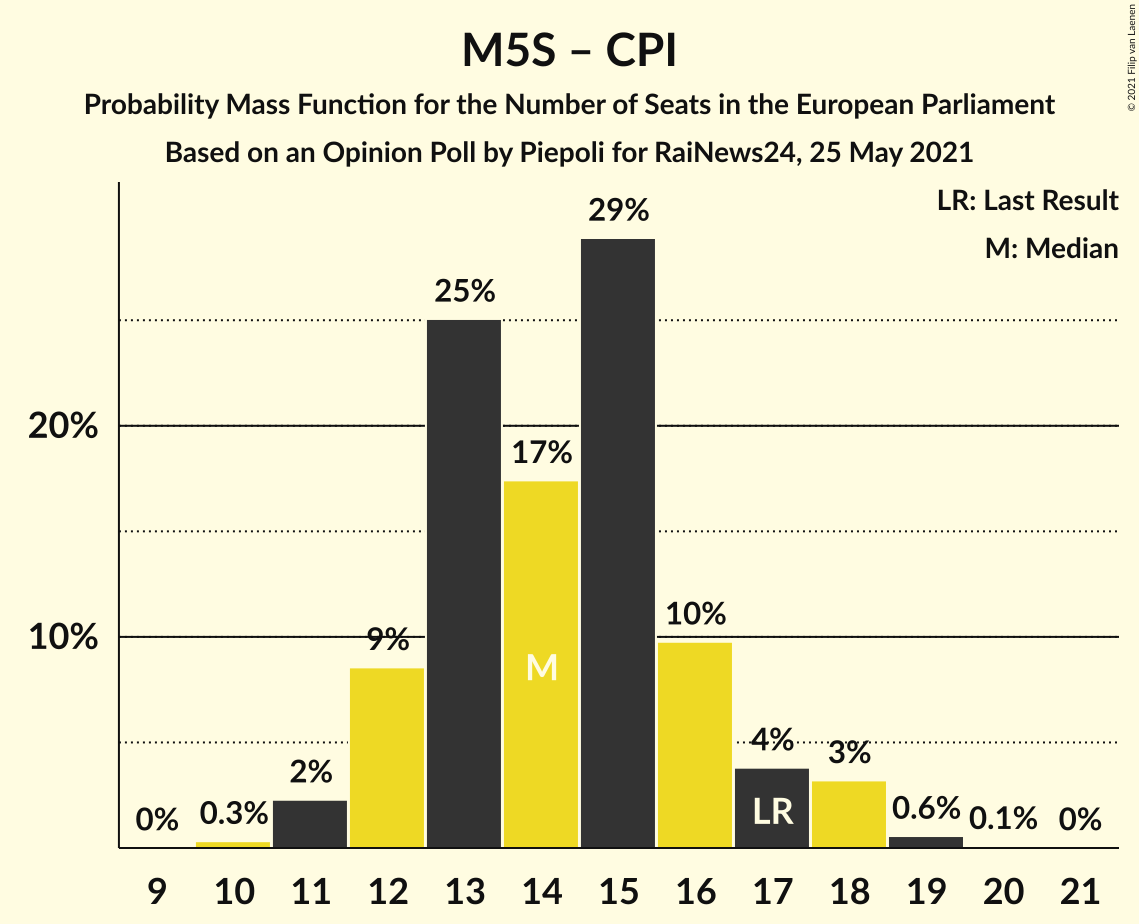 M5S – CPI
Probability Mass Function for the Number of Seats in the European Parliament
Based on an Opinion Poll by Piepoli for RaiNews24, 25 May 2021
© 2021 Filip van Laenen
LR: Last Result
M: Median
20%
10%
0%
0.3%
2%
9%
25%
17%
29%
10%
4%
3%
0.6%
0.1%
0%
M
LR
9 10 11 12 13 14 15 16 17 18 19 20 21